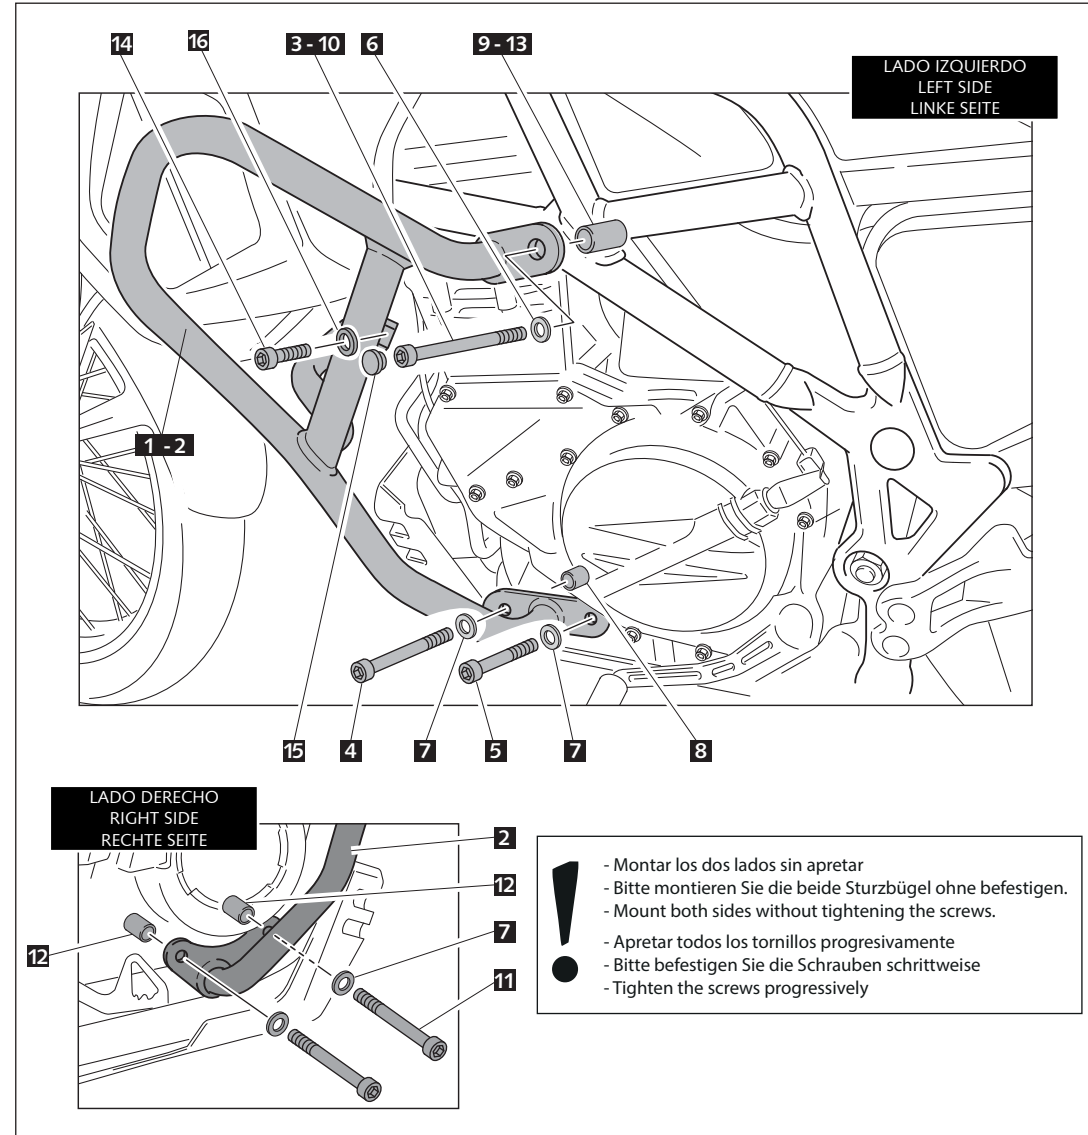 14
16
3 - 10
6
9 - 13
LADO IZQUIERDO
LEFT SIDE
LINKE SEITE
1 - 2
15
4
7
5
7
8
LADO DERECHO
RIGHT SIDE
RECHTE SEITE
2
12
7
12
11
- Montar los dos lados sin apretar
- Bitte montieren Sie die beide Sturzbügel ohne befestigen.
- Mount both sides without tightening the screws.
- Apretar todos los tornillos progresivamente
- Bitte befestigen Sie die Schrauben schrittweise
- Tighten the screws progressively